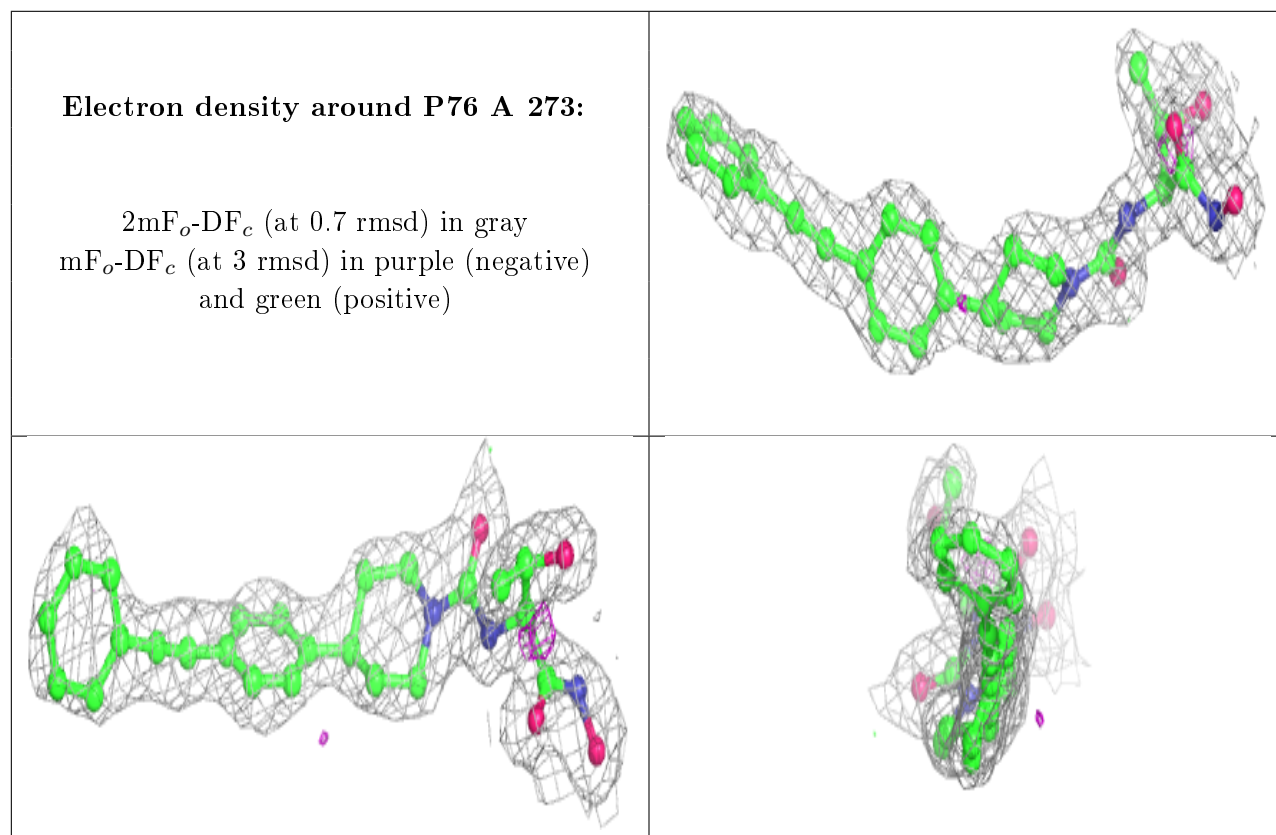 Electron density around P76 A 273:
2mFₒ-DF𝑐 (at 0.7 rmsd) in gray
mFₒ-DF𝑐 (at 3 rmsd) in purple (negative)
and green (positive)